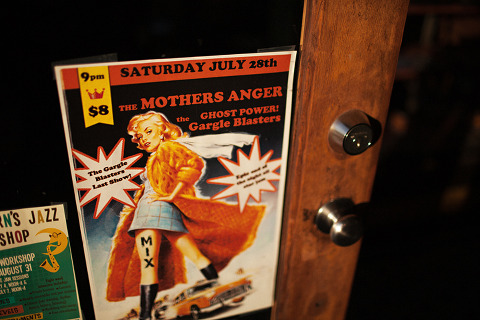 9pm
$8
SATURDAY JULY 28th
THE MOTHERS ANGER
GHOST POWER!
the Gargle Blasters
The Gargle
Blasters
Last Show!
MIX
RN'S JAZZ
SHOP
WORKSHOP
AUGUST 31